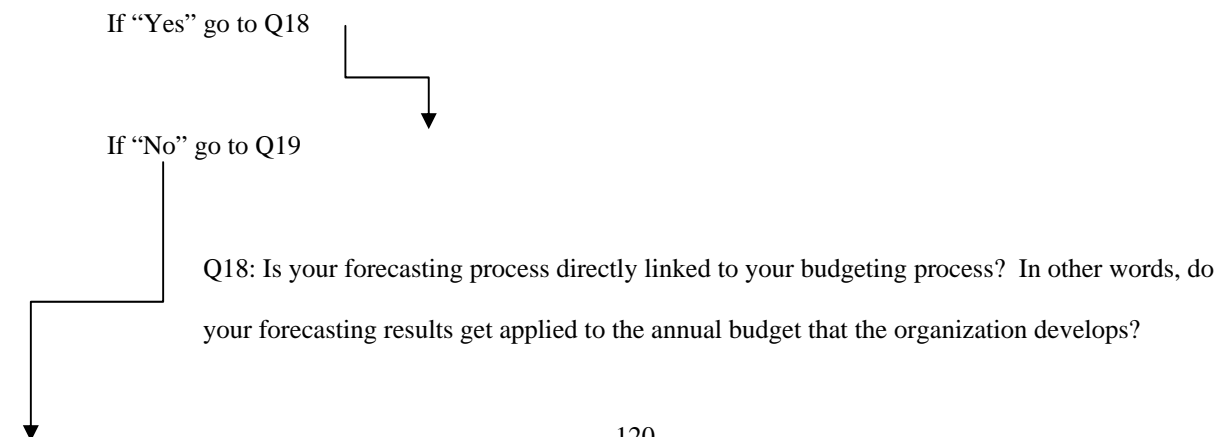 If “Yes” go to Q18
If “No” go to Q19
Q18: Is your forecasting process directly linked to your budgeting process?  In other words, do
your forecasting results get applied to the annual budget that the organization develops?
120